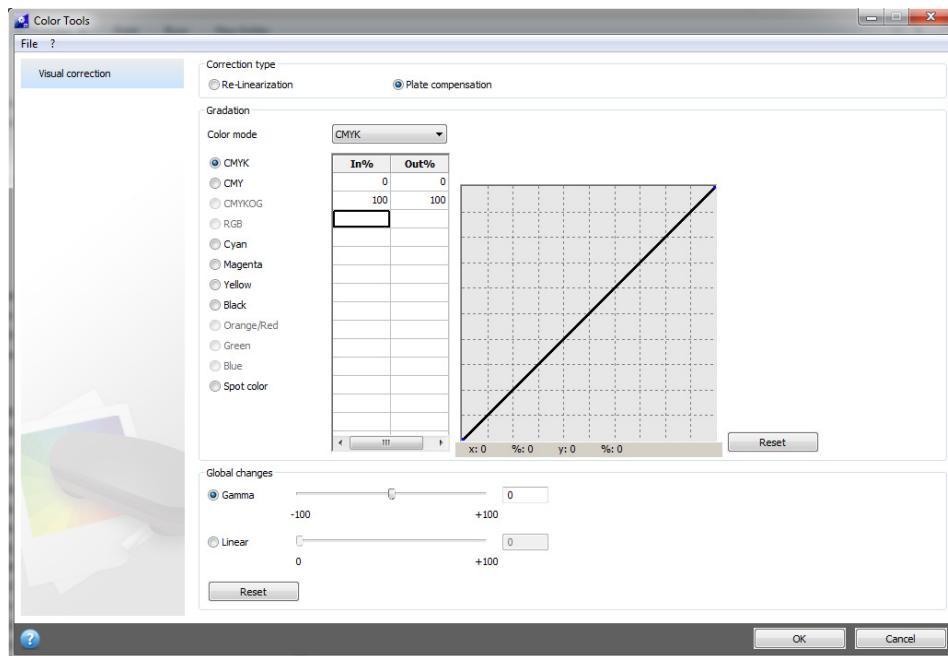 Color Tools
File ?
Visual correction
Correction type
Re-Linearization Plate compensation
Gradation
Color mode CMYK
CMYK
CMY
CMYKOG
RGB
Cyan
Magenta
Yellow
Black
Orange/Red
Green
Blue
Spot color
In% Out%
0 0
100 100
x: 0 %: 0 y: 0 %: 0
Reset
Global changes
Gamma 0
-100 +100
Linear 0
0 +100
Reset
? OK Cancel